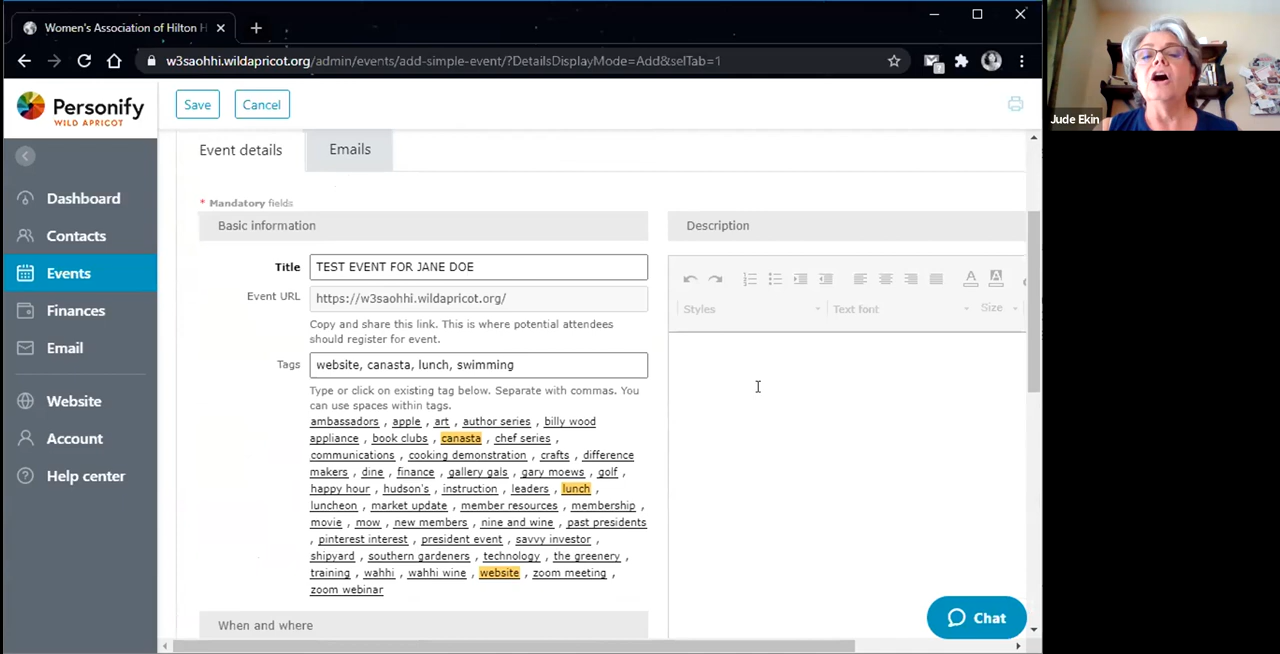 Women's Association of Hilton H
w3saohhi.wildapricot.org/admin/events/add-simple-event/?DetailsDisplayMode=Add&selTab=1
Jude Ekin
Personify
WILD APRICOT
Save
Cancel
Dashboard
Contacts
Events
Finances
Email
Website
Account
Help center
Event details
Emails
* Mandatory fields
Basic information
Title
TEST EVENT FOR JANE DOE
Event URL
https://w3saohhi.wildapricot.org/
Copy and share this link. This is where potential attendees
should register for event.
Tags
website, canasta, lunch, swimming
Type or click on existing tag below. Separate with commas. You
can use spaces within tags.
ambassadors , apple , art , author series , billy wood
appliance , book clubs , canasta , chef series ,
communications , cooking demonstration , crafts , difference
makers , dine , finance , gallery gals , gary moews , golf ,
happy hour , hudson's , instruction , leaders , lunch ,
luncheon , market update , member resources , membership ,
movie , mow , new members , nine and wine , past presidents
, pinterest interest , president event , savvy investor ,
shipyard , southern gardeners , technology , the greenery ,
training , wahhi , wahhi wine , website , zoom meeting ,
zoom webinar
When and where
Description
A A
Styles
Text font
Size
Chat